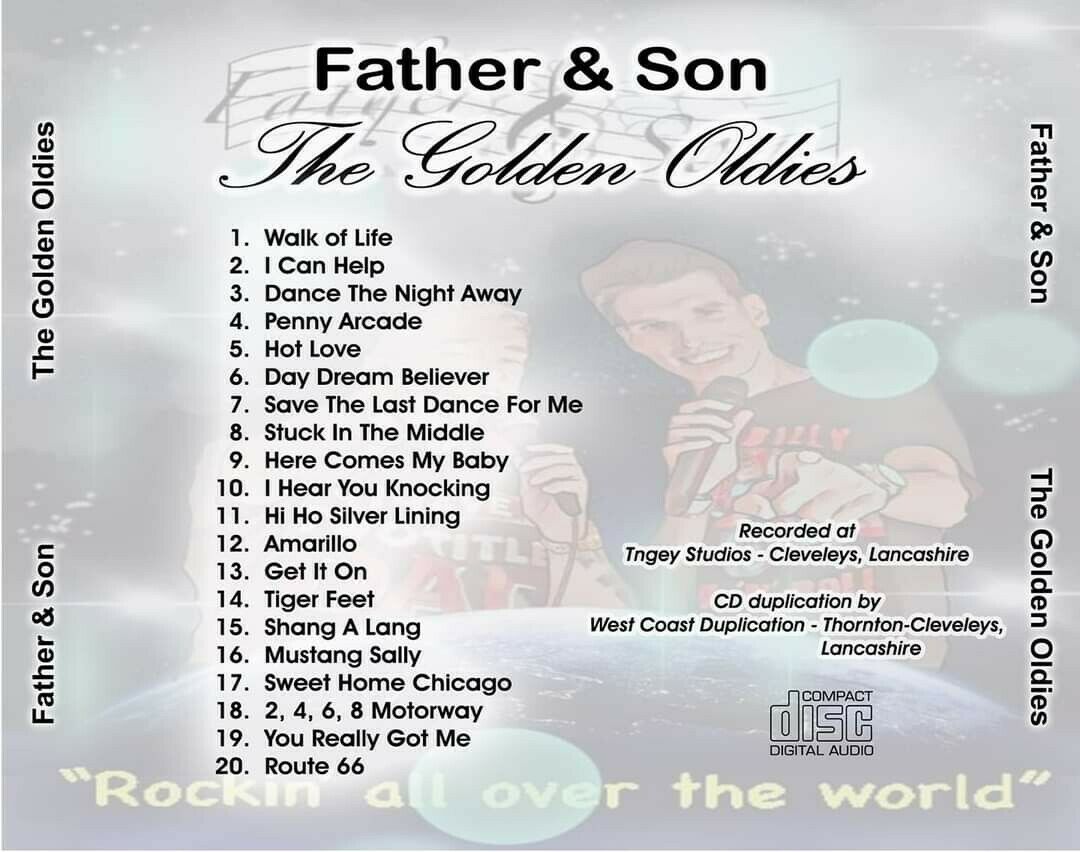 Father & Son
The Golden Oldies
The Golden Oldies
Father & Son
Father & Son
The Golden Oldies
1. Walk of Life
2. I Can Help
3. Dance The Night Away
4. Penny Arcade
5. Hot Love
6. Day Dream Believer
7. Save The Last Dance For Me
8. Stuck In The Middle
9. Here Comes My Baby
10. I Hear You Knocking
11. Hi Ho Silver Lining
12. Amarillo
13. Get It On
14. Tiger Feet
15. Shang A Lang
16. Mustang Sally
17. Sweet Home Chicago
18. 2, 4, 6, 8 Motorway
19. You Really Got Me
20. Route 66
Recorded at
Tngey Studios - Cleveleys, Lancashire
CD duplication by
West Coast Duplication - Thornton-Cleveleys,
Lancashire
COMPACT
disc
DIGITAL AUDIO
"Rockin all over the world"